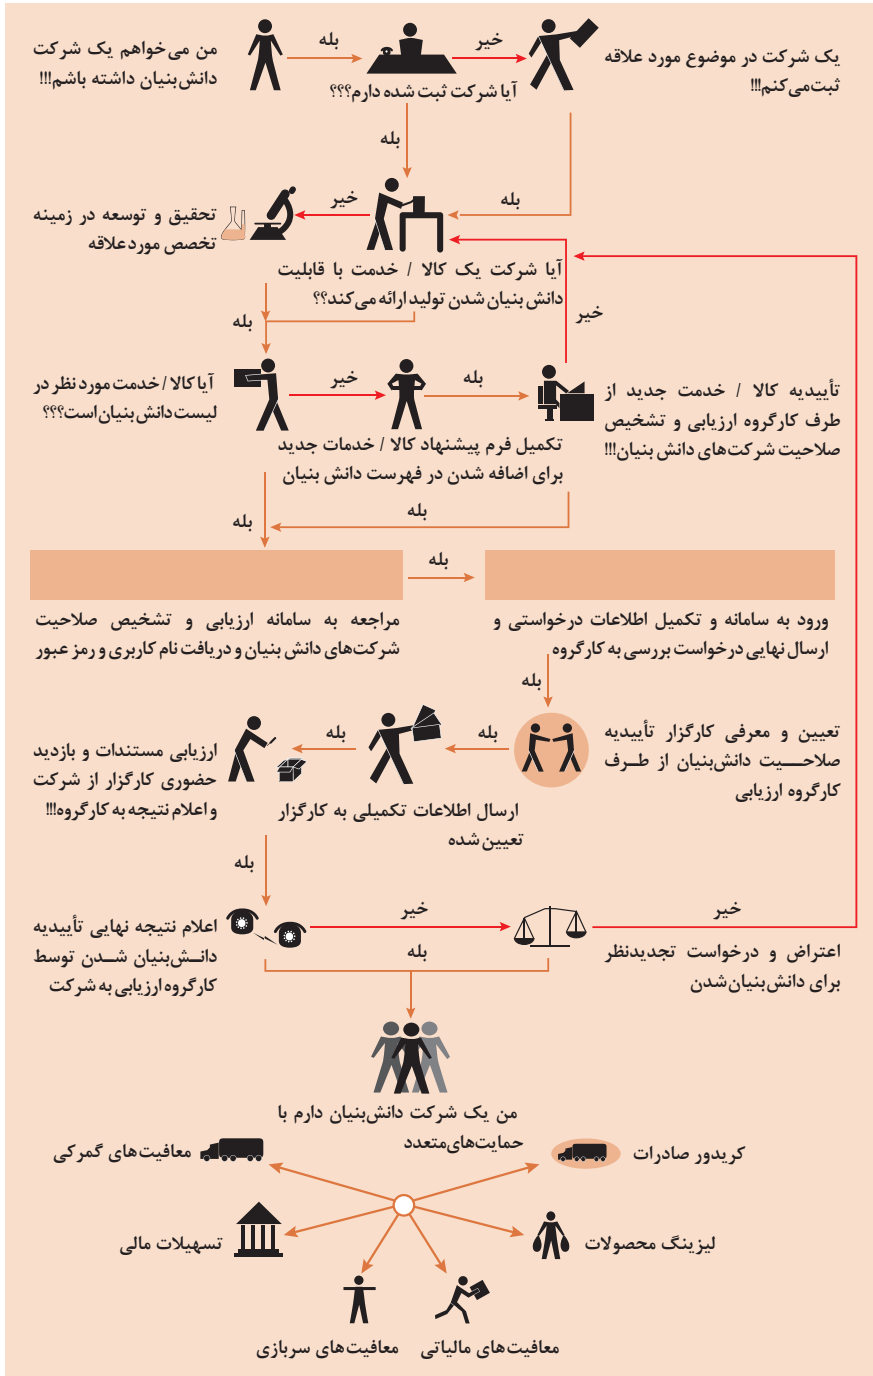 من می‌خواهم یک شرکت
دانش‌بنیان داشته باشم!!!
بله
آیا شرکت ثبت شده دارم؟؟؟
خیر
یک شرکت در موضوع مورد علاقه
ثبت‌می‌کنم!!!
بله
بله
خیر
تحقیق و توسعه در زمینه
تخصص موردعلاقه
آیا شرکت یک کالا / خدمت با قابلیت
دانش‌بنیان شدن تولید ارائه می‌کند؟؟
بله
خیر
آیا کالا / خدمت مورد نظر در
لیست‌دانش‌بنیان‌است؟؟؟
خیر
تکمیل فرم پیشنهاد کالا / خدمات جدید
برای اضافه شدن در فهرست دانش بنیان
بله
تأییدیه کالا / خدمت جدید از
طرف کارگروه ارزیابی و تشخیص
صلاحیت شرکت‌های دانش بنیان!!!
بله
بله
بله
مراجعه به سامانه ارزیابی و تشخیص صلاحیت
شرکت‌های دانش بنیان و دریافت نام کاربری و رمز عبور
ورود به سامانه و تکمیل اطلاعات درخواستی و
ارسال نهایی درخواست بررسی به کارگروه
بله
تعیین و معرفی کارگزار تأییدیه
صلاحـــیت دانش‌بنیان از طــرف
کارگروه ارزیابی
بله
ارسال اطلاعات تکمیلی به کارگزار
تعیین‌شده
بله
ارزیابی مستندات و بازدید
حضوری کارگزار از شرکت
و اعلام نتیجه به کارگروه!!!
بله
اعلام نتیجه نهایی تأییدیه
دانــش‌بنیان شــدن توسط
کارگروه ارزیابی به شرکت
خیر
بله
خیر
اعتراض و درخواست تجدیدنظر
برای دانش‌بنیان‌شدن
من یک شرکت دانش‌بنیان دارم با
حمایت‌های‌متعدد
کریدور صادرات
معافیت‌های گمرکی
لیزینگ محصولات
تسهیلات مالی
معافیت‌های مالیاتی
معافیت‌های سربازی